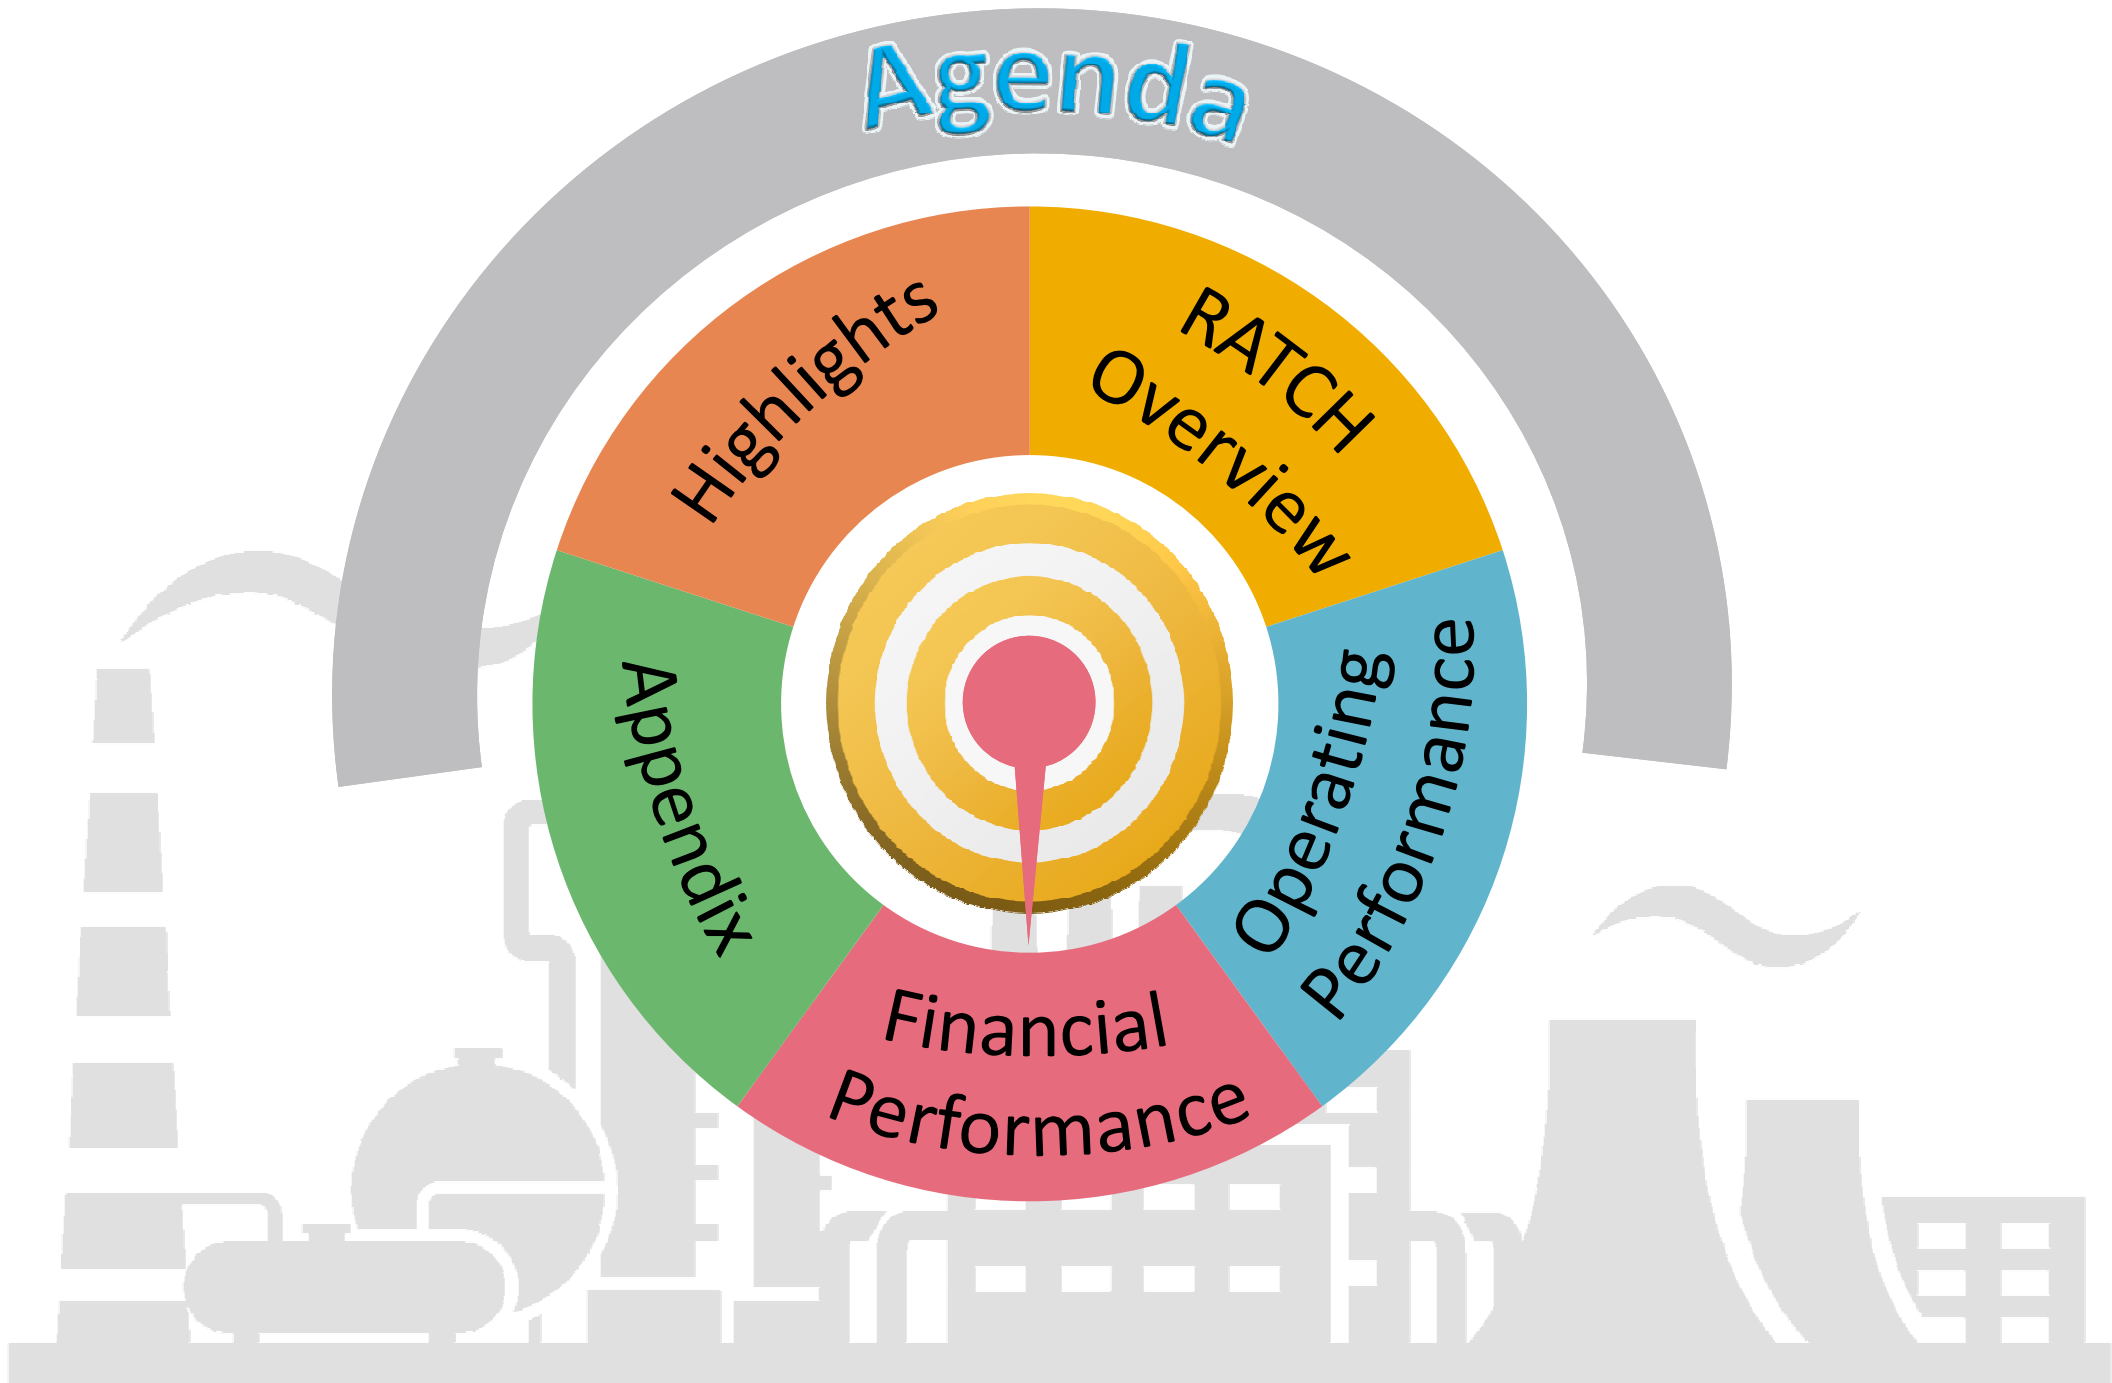 Agenda
Highlights
RATCH
Overview
Operating
Performance
Financial
Performance
Appendix